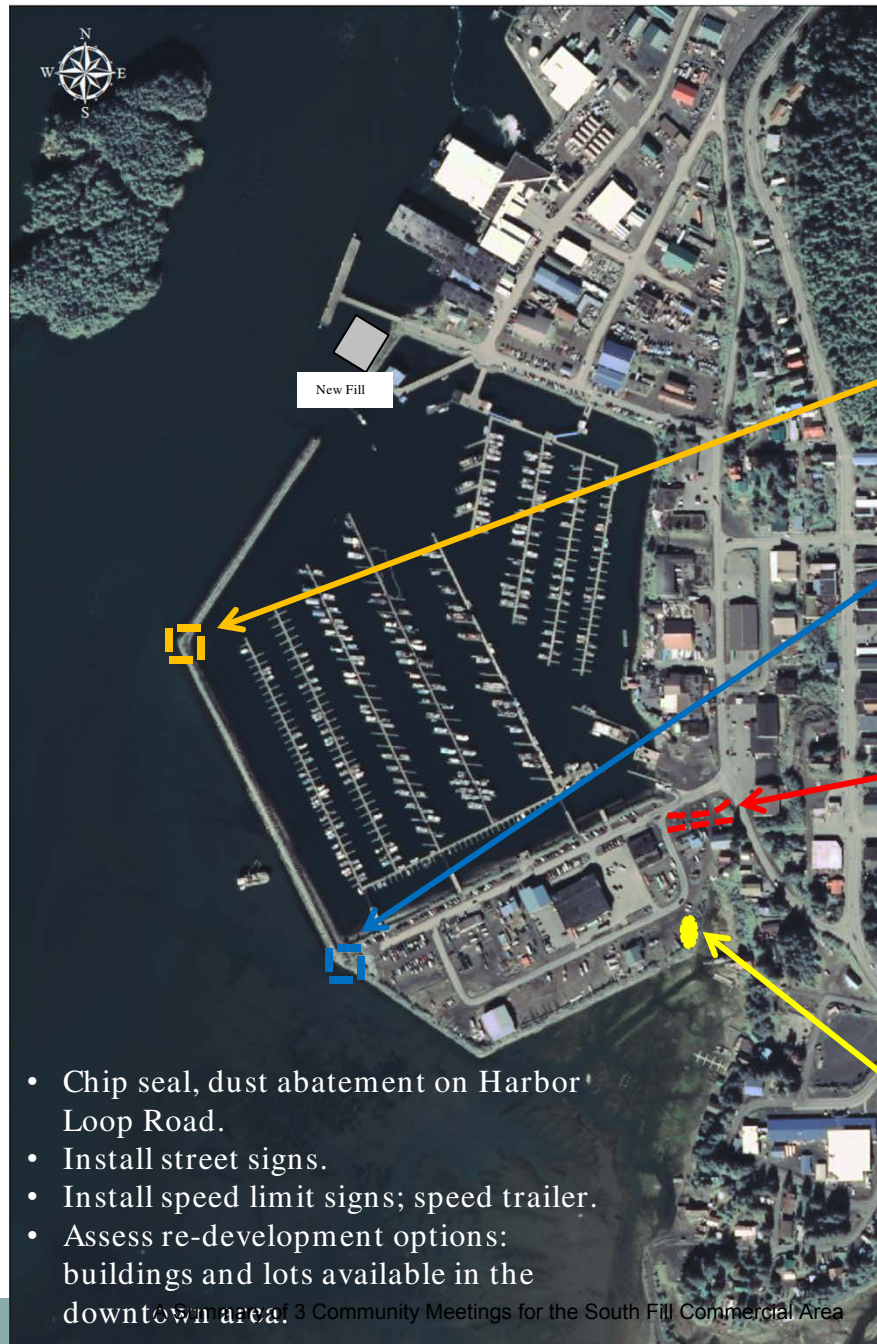 N
W E
S
New Fill
• Chip seal, dust abatement on Harbor
Loop Road.
• Install street signs.
• Install speed limit signs; speed trailer.
• Assess re-development options:
buildings and lots available in the
downtown area.
A Summary of 3 Community Meetings for the South Fill Commercial Area